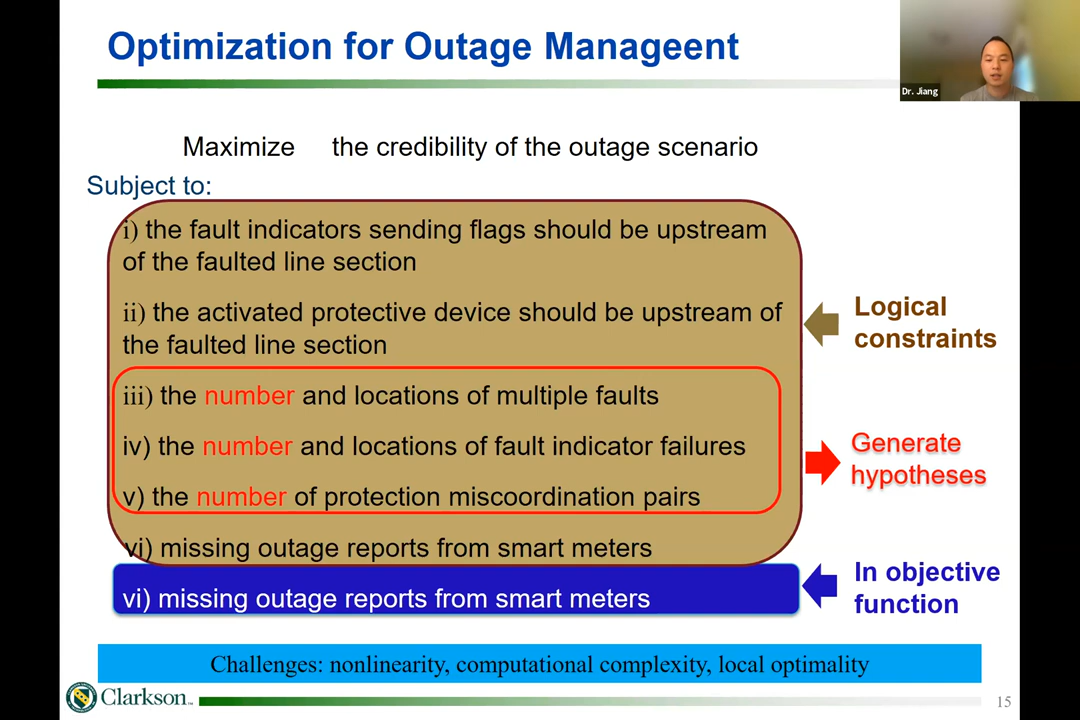 Optimization for Outage Manageent
Dr. Jiang
Maximize the credibility of the outage scenario
Subject to:
i) the fault indicators sending flags should be upstream
of the faulted line section
ii) the activated protective device should be upstream of
the faulted line section
Logical
constraints
iii) the number and locations of multiple faults
iv) the number and locations of fault indicator failures
v) the number of protection miscoordination pairs
Generate
hypotheses
vi) missing outage reports from smart meters
vi) missing outage reports from smart meters
In objective
function
Challenges: nonlinearity, computational complexity, local optimality
Clarkson
15